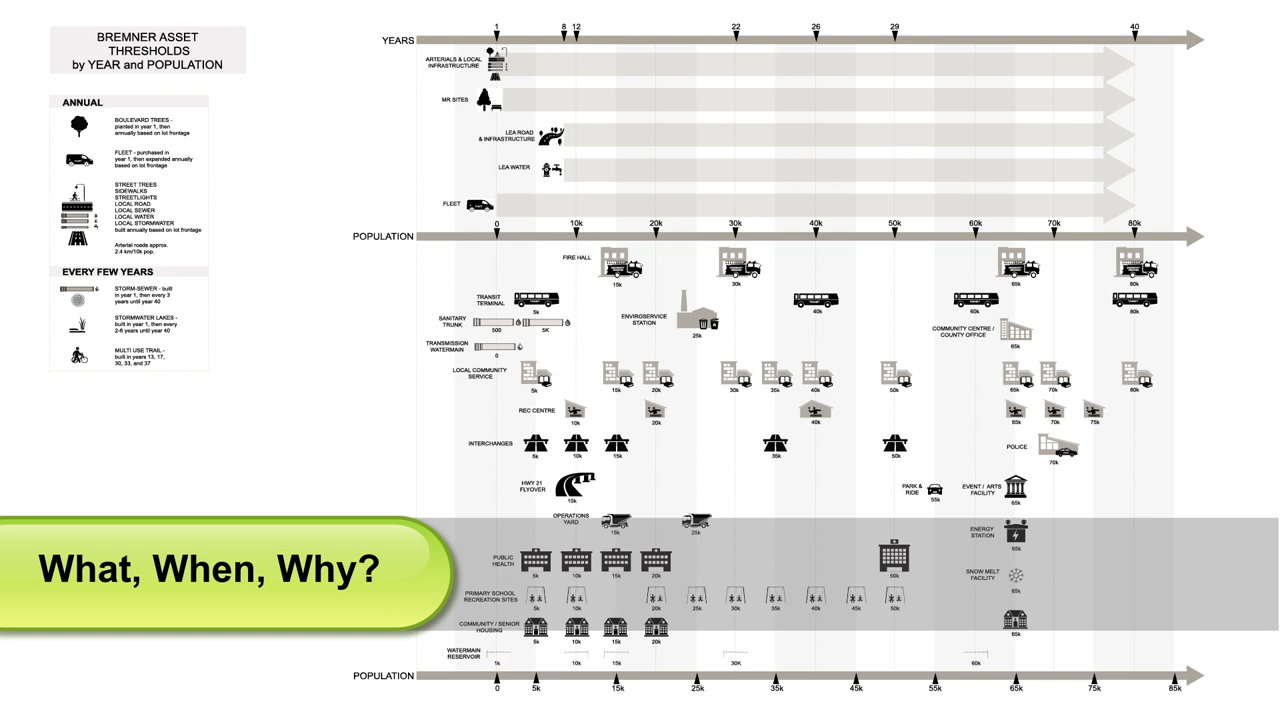 BREMNER ASSET
THRESHOLDS
by YEAR and POPULATION
ANNUAL
BOULEVARD TREES -
planted in year 1, then
annually based on lot frontage
FLEET - purchased in
year 1, then expanded annually
based on lot frontage
STREET TREES
SIDEWALKS
STREETLIGHTS
LOCAL ROAD
LOCAL SEWER
LOCAL WATER
LOCAL STORMWATER
built annually based on lot frontage
Arterial roads approx.
2.4 km/10k pop.
EVERY FEW YEARS
STORM-SEWER - built
in year 1, then every 3
years until year 40
STORMWATER LAKES -
built in year 1, then every
2-6 years until year 40
MULTI USE TRAIL -
built in years 13, 17,
30, 33, and 37
What, When, Why?
1 8 12 22 26 29 40
YEARS
ARTERIALS & LOCAL
INFRASTRUCTURE
MR SITES
LEA ROAD
& INFRASTRUCTURE
LEA WATER
FLEET
0 10k 20k 30k 40k 29k 60k 70k 80k
POPULATION
FIRE HALL
15k 30k 65k 80k
TRANSIT
TERMINAL
5k 40k 60k 80k
SANITARY
TRUNK
500 5K
ENVIROSERVICE
STATION
25k
COMMUNITY CENTRE /
COUNTY OFFICE
65k
TRANSMISSION
WATERMAIN
0
LOCAL COMMUNITY
SERVICE
5k 15k 20k 30k 35k 40k 50k 65k 70k 80k
REC CENTRE
10k 20k 40k 65k 70k 75k
INTERCHANGES
5k 10k 15k 35k 50k
POLICE
70k
HWY 21
FLYOVER
10k
PARK &
RIDE
55k
EVENT / ARTS
FACILITY
65k
OPERATIONS
YARD
15k 25k
ENERGY
STATION
65k
PUBLIC
HEALTH
5k 10k 15k 20k 50k
SNOW MELT
FACILITY
65k
PRIMARY SCHOOL
RECREATION SITES
5k 10k 20k 25k 30k 35k 40k 45k 50k
COMMUNITY / SENIOR
HOUSING
5k 10k 15k 20k 65k
WATERMAIN
RESERVOIR
1k 10k 15k 30K 60k
POPULATION
0 5k 15k 25k 35k 45k 55k 65k 75k 85k